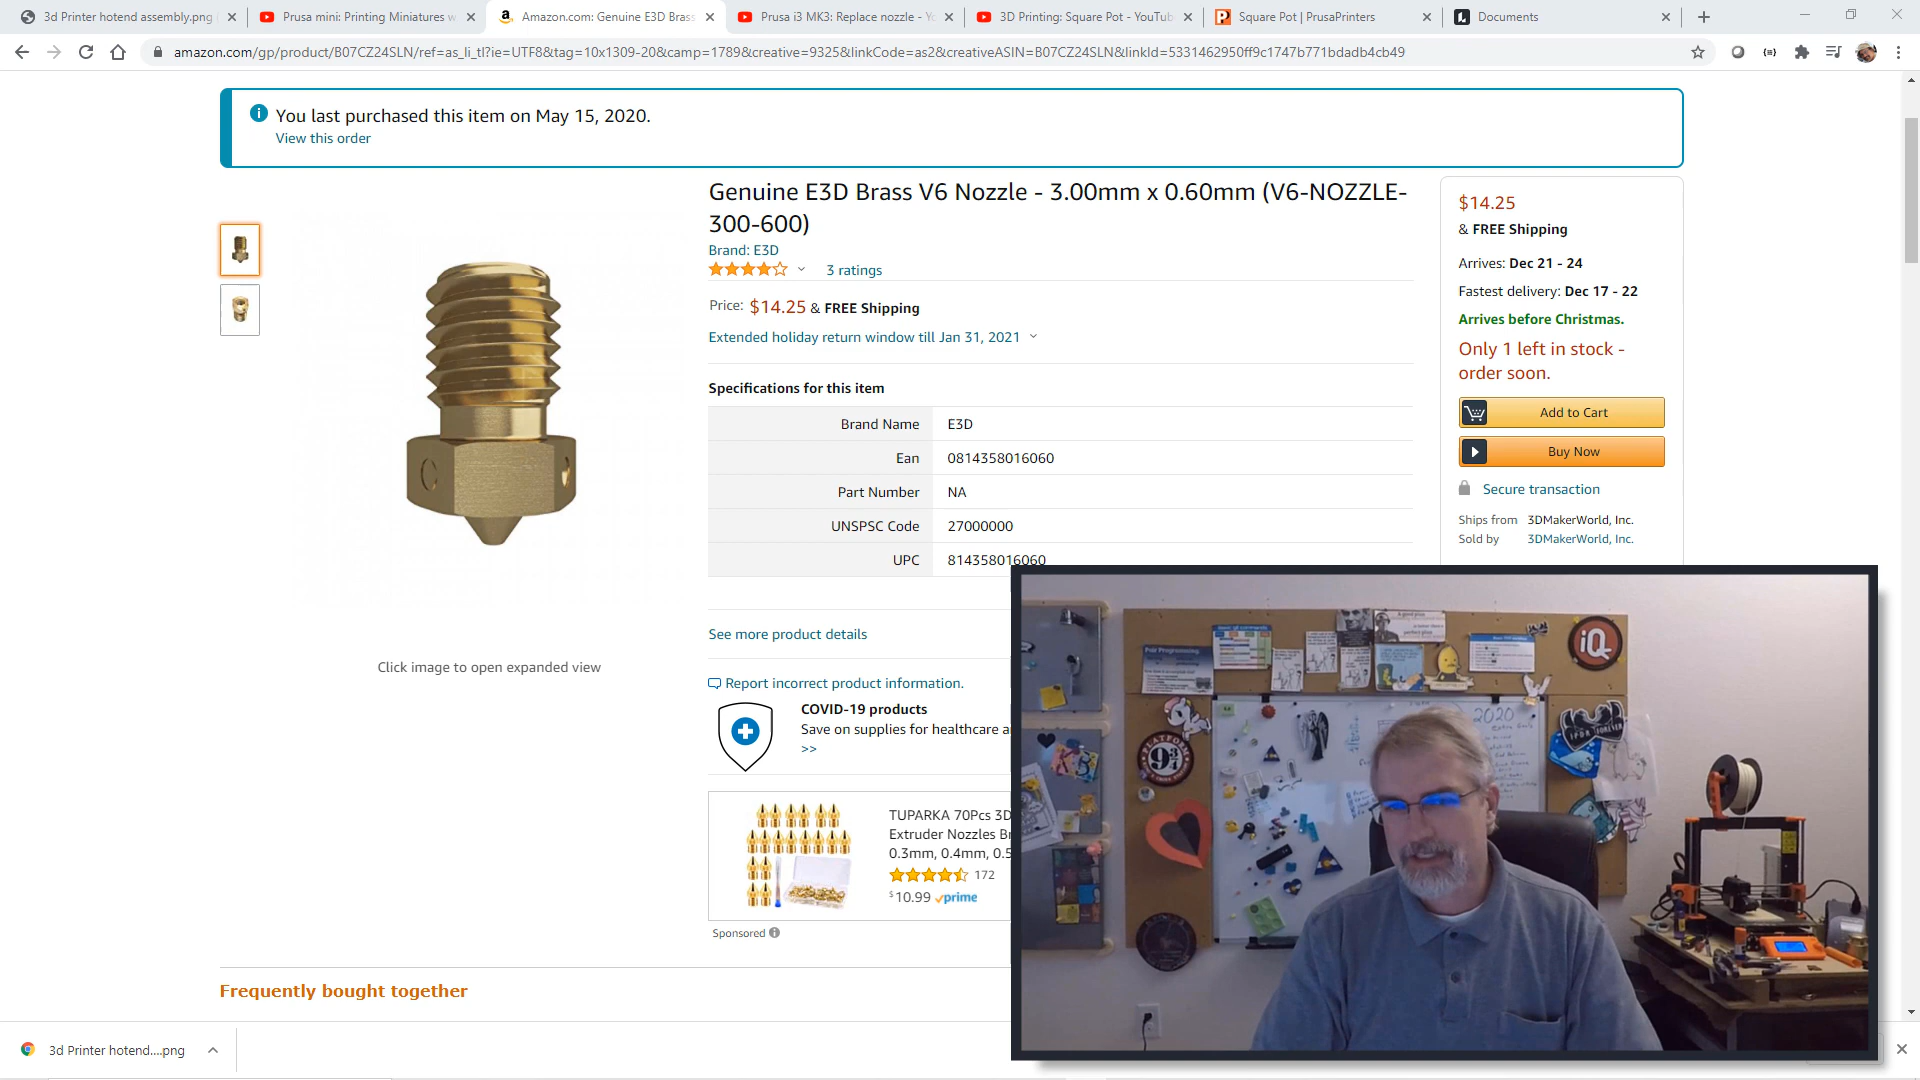 3d Printer hotend assembly.png
Prusa mini: Printing Miniatures w
Amazon.com: Genuine E3D Brass
Prusa i3 MK3: Replace nozzle - Yo
3D Printing: Square Pot - YouTub
Square Pot | PrusaPrinters
Documents
amazon.com/gp/product/B07CZ24SLN/ref=as_li_tl?ie=UTF8&tag=10x1309-20&camp=1789&creative=9325&linkCode=as2&creativeASIN=B07CZ24SLN&linkId=5331462950ff9c1747b771bdadb4cb49
You last purchased this item on May 15, 2020.
View this order
Genuine E3D Brass V6 Nozzle - 3.00mm x 0.60mm (V6-NOZZLE-
300-600)
Brand: E3D
3 ratings
Price: $14.25 & FREE Shipping
Extended holiday return window till Jan 31, 2021
Specifications for this item
Brand Name E3D
Ean 0814358016060
Part Number NA
UNSPSC Code 27000000
UPC 814358016060
See more product details
Report incorrect product information.
COVID-19 products
Save on supplies for healthcare a
>>
TUPARKA 70Pcs 3D
Extruder Nozzles Br
0.3mm, 0.4mm, 0.5
172
$10.99 prime
Sponsored
Click image to open expanded view
Frequently bought together
$14.25
& FREE Shipping
Arrives: Dec 21 - 24
Fastest delivery: Dec 17 - 22
Arrives before Christmas.
Only 1 left in stock -
order soon.
Add to Cart
Buy Now
Secure transaction
Ships from 3DMakerWorld, Inc.
Sold by 3DMakerWorld, Inc.
Pair Programming
iQ
2020
PLATFORM
9¾
3d Printer hotend....png